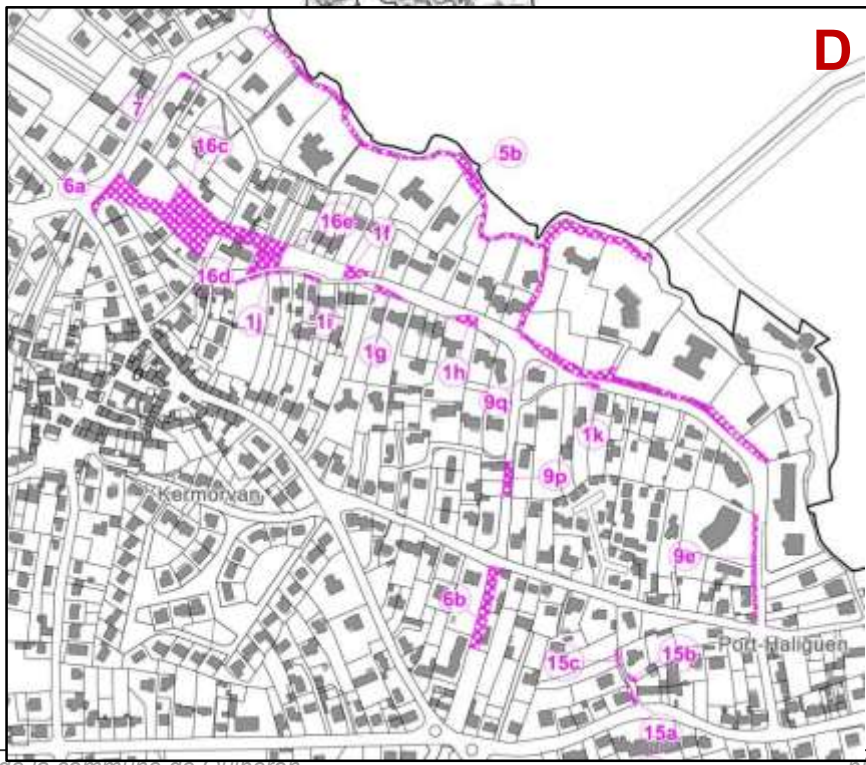 D
5b
7
16c
6a
16e
1f
16d
1j
1i
1g
1h
9q
1k
Kermorvan
9p
9e
6b
Port-Haliguen
15c
15b
15a